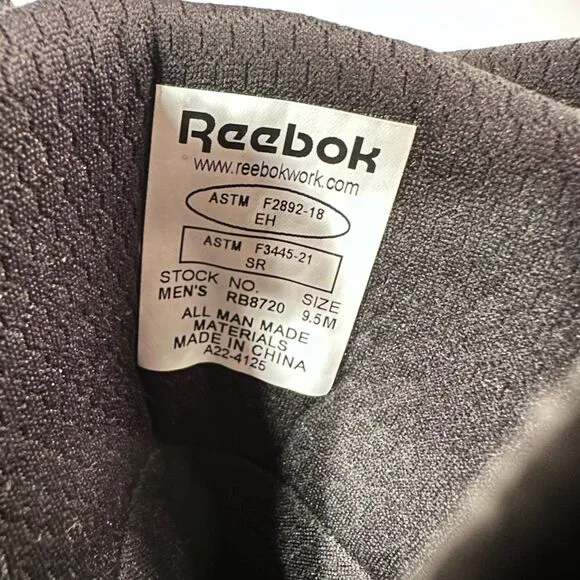 Reebok
www.reebokwork.com
ASTM F2892-18
EH
ASTM F3445-21
SR
STOCK NO. SIZE
MEN'S RB8720 9.5M
ALL MAN MADE
MATERIALS
MADE IN CHINA
A22-4125